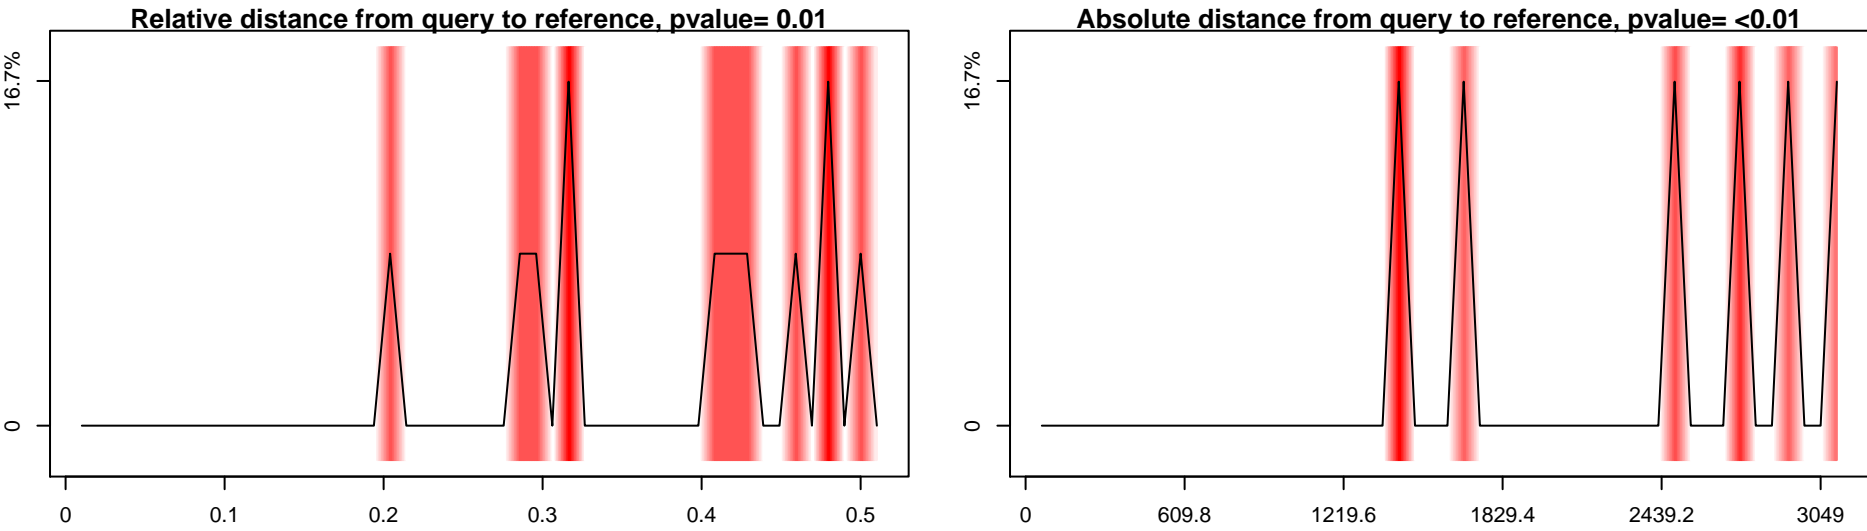 Relative distance from query to reference, pvalue= 0.01
16.7%
0
0 0.1 0.2 0.3 0.4 0.5
Absolute distance from query to reference, pvalue= <0.01
16.7%
0
0 609.8 1219.6 1829.4 2439.2 3049